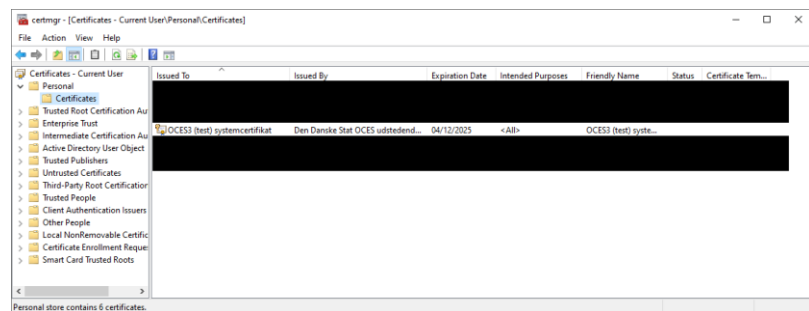 certmgr - [Certificates - Current User\Personal\Certificates]
File Action View Help
Certificates - Current User
Personal
Certificates
Trusted Root Certification Au
Enterprise Trust
Intermediate Certification Au
Active Directory User Object
Trusted Publishers
Untrusted Certificates
Third-Party Root Certification
Trusted People
Client Authentication Issuers
Other People
Local NonRemovable Certific
Certificate Enrollment Reque
Smart Card Trusted Roots
Issued To Issued By Expiration Date Intended Purposes Friendly Name Status Certificate Tem...
OCES3 (test) systemcertifikat Den Danske Stat OCES udstedend... 04/12/2025 <All> OCES3 (test) syste...
Personal store contains 6 certificates.